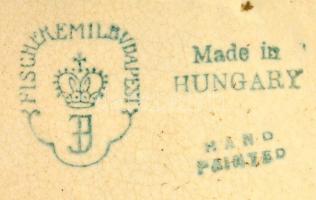 FISCHER EMIL BUDAPEST
Made in
HUNGARY
HAND
PAINTED